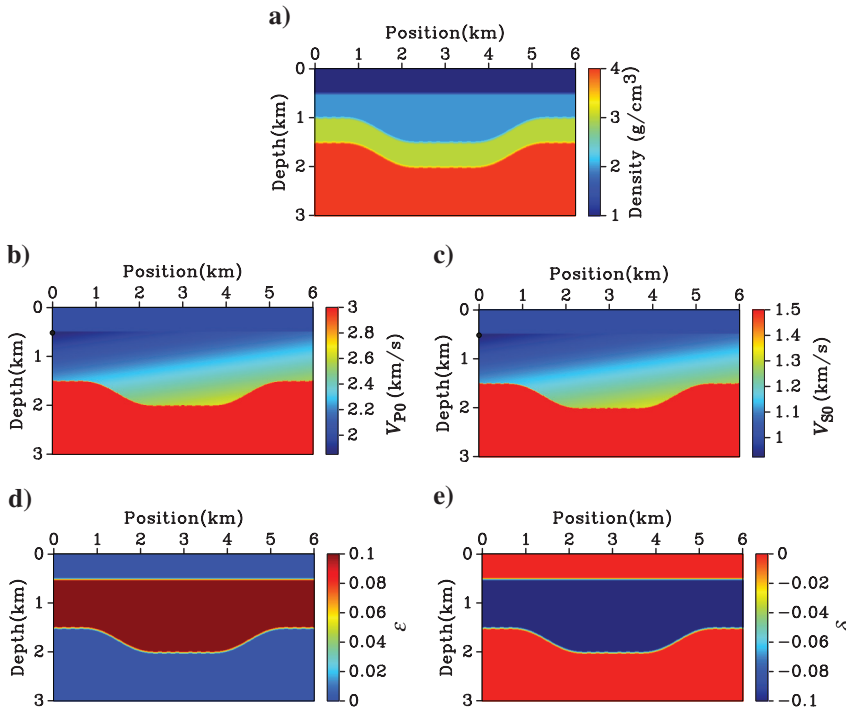 a)
Position(km)
0 1 2 3 4 5 6
Depth(km)
0
1
2
3
4
3
2
1
Density (g/cm3)
b)
Position(km)
0 1 2 3 4 5 6
Depth(km)
0
1
2
3
3
2.8
2.6
2.4
2.2
2
VP0 (km/s)
c)
Position(km)
0 1 2 3 4 5 6
Depth(km)
0
1
2
3
1.5
1.4
1.3
1.2
1.1
1
VS0 (km/s)
d)
Position(km)
0 1 2 3 4 5 6
Depth(km)
0
1
2
3
0.1
0.08
0.06
0.04
0.02
0
ε
e)
Position(km)
0 1 2 3 4 5 6
Depth(km)
0
1
2
3
0
−0.02
−0.04
−0.06
−0.08
−0.1
δ